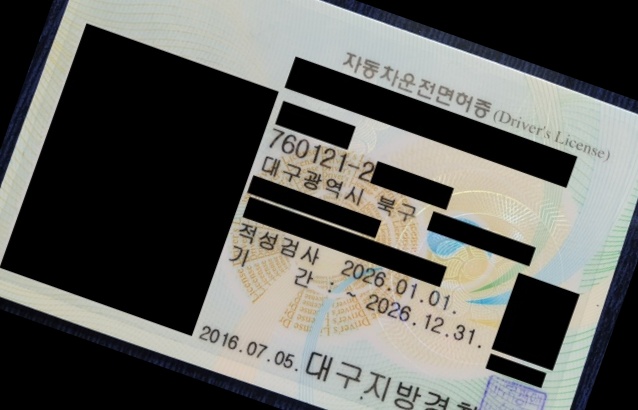 자동차운전면허증 (Driver's License)
760121-2
대구광역시 북구
적성검사 2026.01.01.
기 간 : ~ 2026.12.31.
2016.07.05. 대구지방경